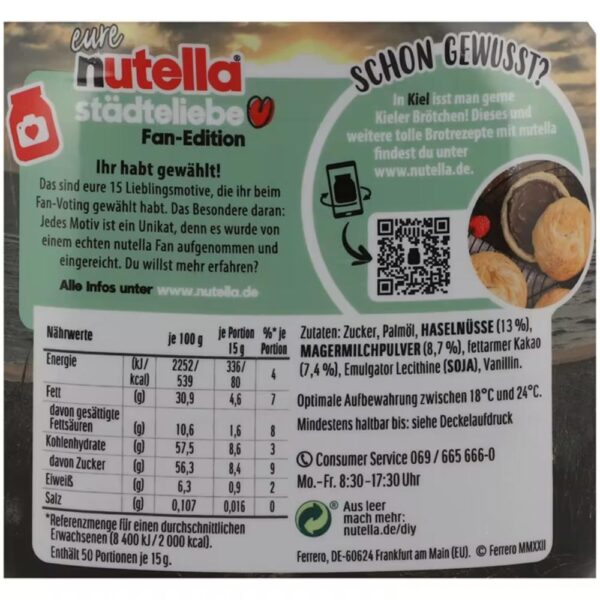 eure
nutella
städteliebe
Fan-Edition
Ihr habt gewählt!
Das sind eure 15 Lieblingsmotive, die ihr beim
Fan-Voting gewählt habt. Das Besondere daran:
Jedes Motiv ist ein Unikat, denn es wurde von
einem echten nutella Fan aufgenommen und
eingereicht. Du willst mehr erfahren?
Alle Infos unter www.nutella.de
SCHON GEWUSST?
In Kiel isst man gerne
Kieler Brötchen! Dieses und
weitere tolle Brotrezepte mit nutella
findest du unter
www.nutella.de.
Nährwerte je 100 g je Portion 15 g %* je Portion
Energie (kJ/ kcal) 2252/ 539 336/ 80 4
Fett (g) 30,9 4,6 7
davon gesättigte
Fettsäuren (g) 10,6 1,6 8
Kohlenhydrate (g) 57,5 8,6 3
davon Zucker (g) 56,3 8,4 9
Eiweiß (g) 6,3 0,9 2
Salz (g) 0,107 0,016 0
*Referenzmenge für einen durchschnittlichen
Erwachsenen (8 400 kJ / 2 000 kcal).
Enthält 50 Portionen je 15 g.
Zutaten: Zucker, Palmöl, HASELNÜSSE (13 %),
MAGERMILCHPULVER (8,7 %), fettarmer Kakao
(7,4 %), Emulgator Lecithine (SOJA), Vanillin.
Optimale Aufbewahrung zwischen 18°C und 24°C.
Mindestens haltbar bis: siehe Deckelaufdruck
Consumer Service 069 / 665 666-0
Mo.-Fr. 8:30-17:30 Uhr
Aus leer
mach mehr:
nutella.de/diy
Ferrero, DE-60624 Frankfurt am Main (EU). © Ferrero MMXXII